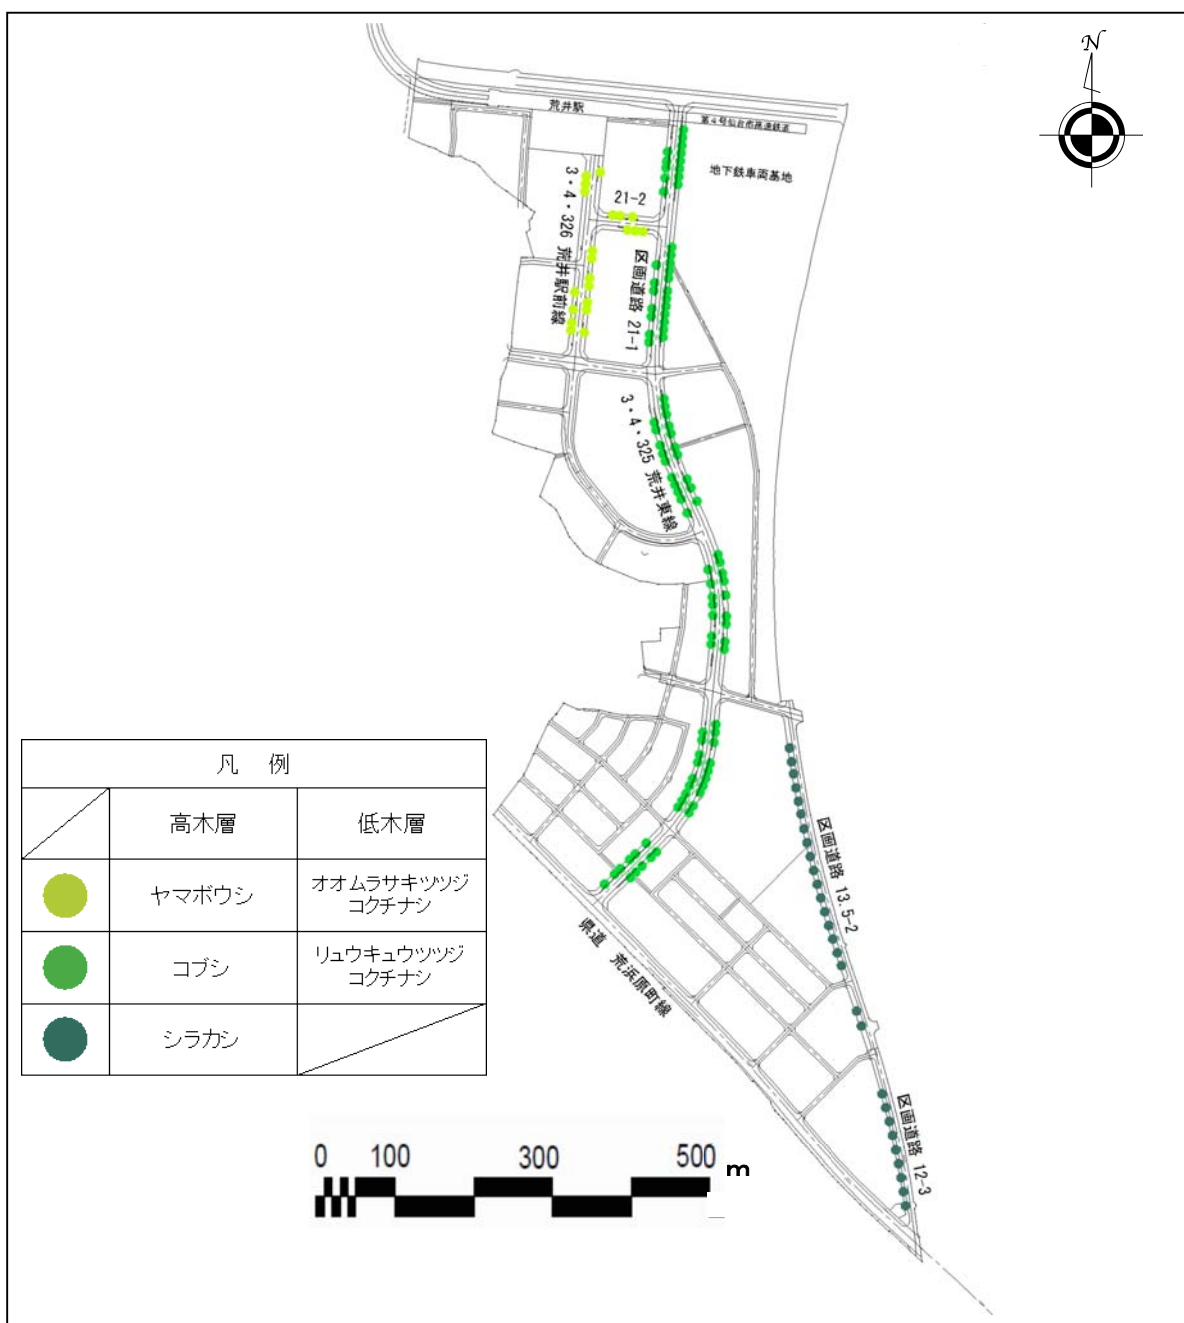 N
荒井駅
第4号仙台市高速鉄道
地下鉄車両基地
21-2
3・4・326 荒井駅前線
区画道路 21-1
3・4・325 荒井東線
凡 例
高木層 低木層
ヤマボウシ オオムラサキツツジ
コクチナシ
コブシ リュウキュウツツジ
コクチナシ
シラカシ
区画道路 13.5-2
県道 荒浜原町線
区画道路 12-3
0 100 300 500 m